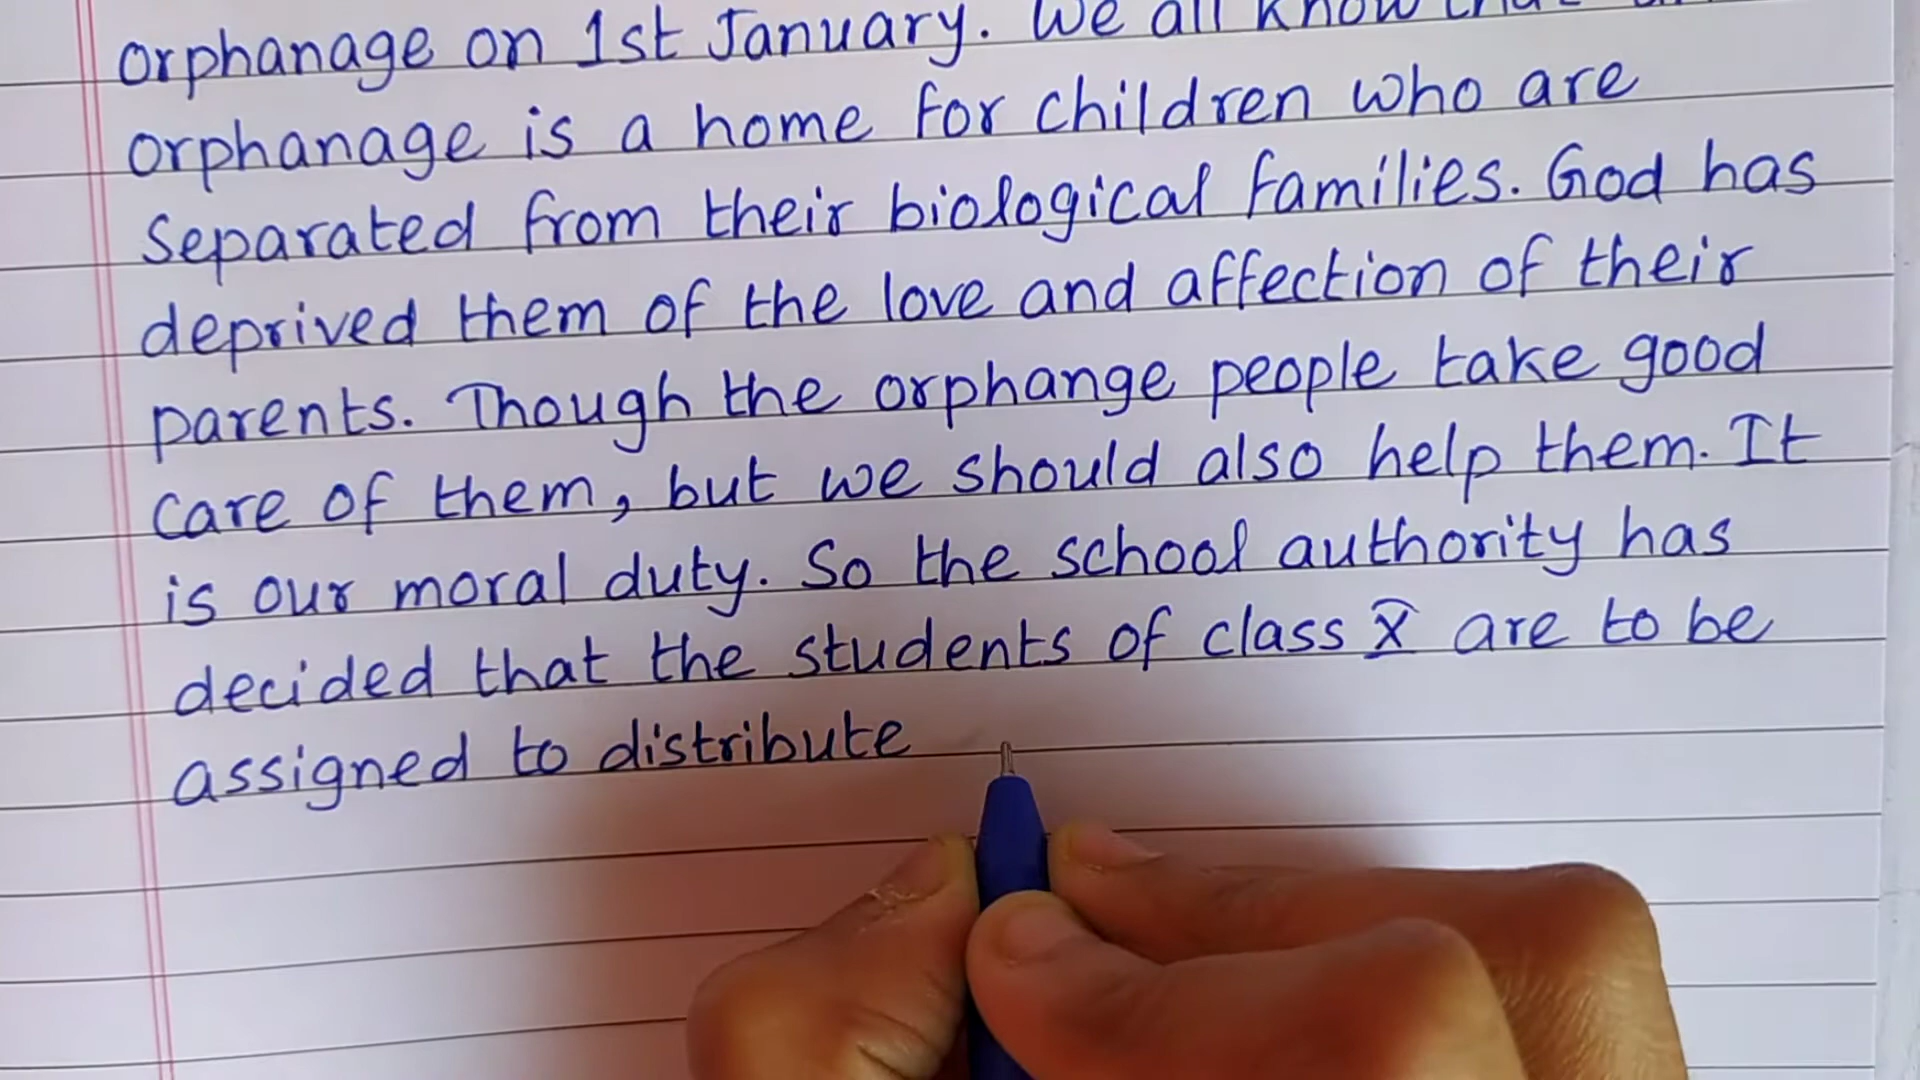 orphanage on 1st January. We all know that
orphanage is a home for children who are
separated from their biological families. God has
deprived them of the love and affection of their
parents. Though the orphange people take good
care of them, but we should also help them. It
is our moral duty. So the school authority has
decided that the students of class X are to be
assigned to distribute